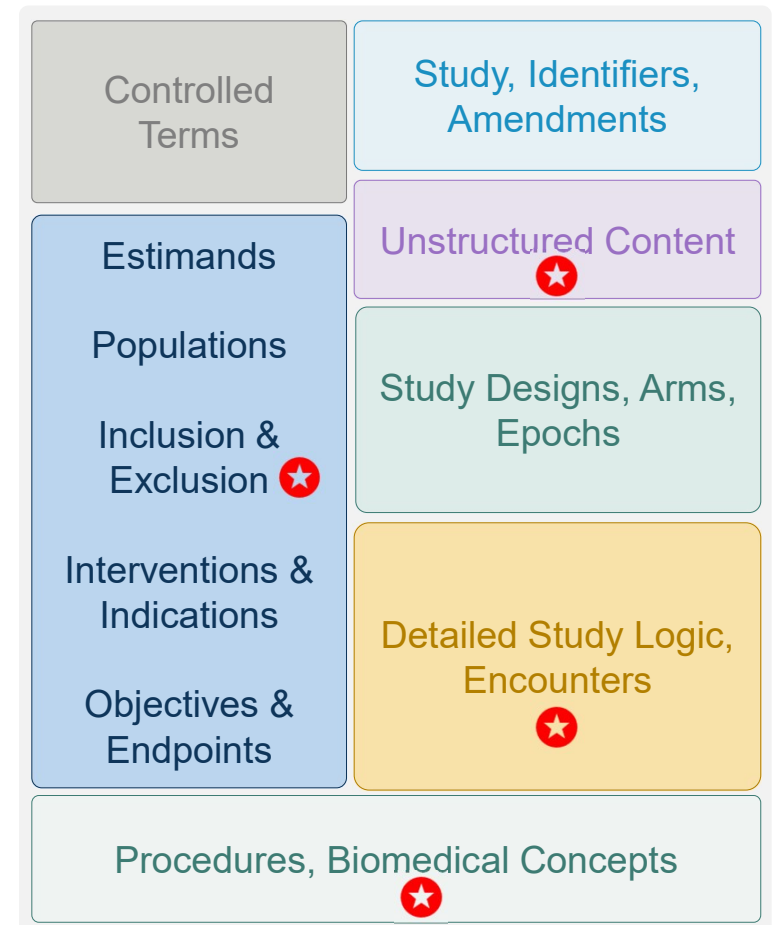 Controlled
Terms
Study, Identifiers,
Amendments
Unstructured Content
Estimands
Populations
Inclusion &
Exclusion
Interventions &
Indications
Objectives &
Endpoints
Study Designs, Arms,
Epochs
Detailed Study Logic,
Encounters
Procedures, Biomedical Concepts